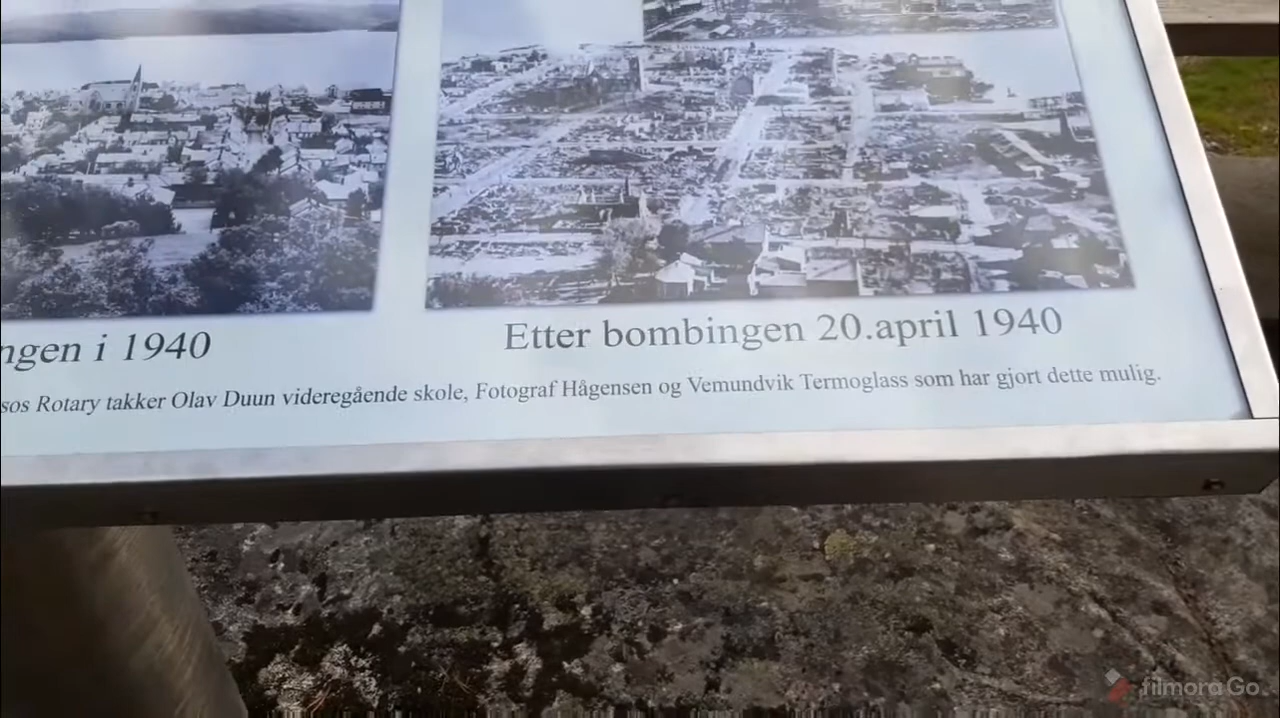 ngen i 1940
Etter bombingen 20.april 1940
sos Rotary takker Olav Duun videregående skole, Fotograf Hågensen og Vemundvik Termoglass som har gjort dette mulig.
filmora Go